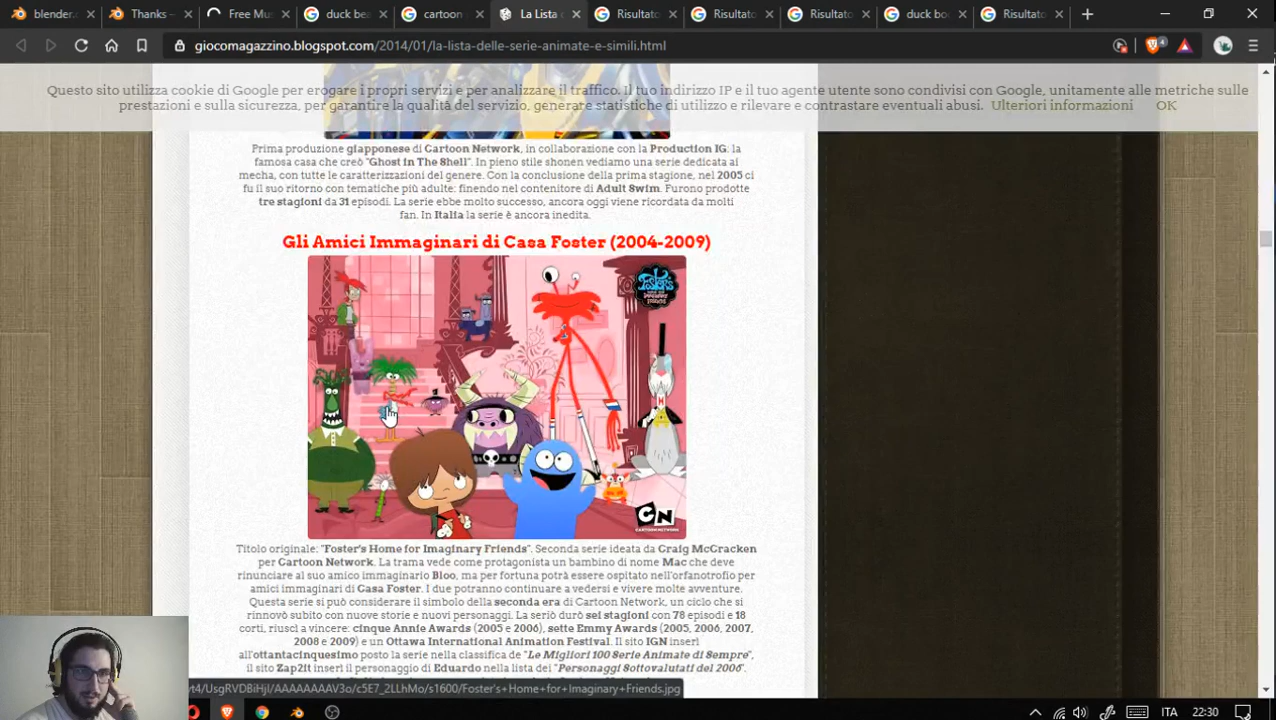 blender.c
Thanks –
Free Mus
duck bea
cartoon p
La Lista d
Risultato
Risultato
Risultato
duck boo
Risultato
giocomagazzino.blogspot.com/2014/01/la-lista-delle-serie-animate-e-simili.html
4
Questo sito utilizza cookie di Google per erogare i propri servizi e per analizzare il traffico. Il tuo indirizzo IP e il tuo agente utente sono condivisi con Google, unitamente alle metriche sulle
prestazioni e sulla sicurezza, per garantire la qualità del servizio, generare statistiche di utilizzo e rilevare e contrastare eventuali abusi. Ulteriori informazioni OK
Prima produzione giapponese di Cartoon Network, in collaborazione con la Production IG: la
famosa casa che creò "Ghost in The Shell". In pieno stile shonen vediamo una serie dedicata ai
mecha, con tutte le caratterizzazioni del genere. Con la conclusione della prima stagione, nel 2005 ci
fu il suo ritorno con tematiche più adulte: finendo nel contenitore di Adult Swim. Furono prodotte
tre stagioni da 31 episodi. La serie ebbe molto successo, ancora oggi viene ricordata da molti
fan. In Italia la serie è ancora inedita.
Gli Amici Immaginari di Casa Foster (2004-2009)
Foster's
CN
CARTOON NETWORK
Titolo originale: "Foster's Home for Imaginary Friends". Seconda serie ideata da Craig McCracken
per Cartoon Network. La trama vede come protagonista un bambino di nome Mac che deve
rinunciare al suo amico immaginario Bloo, ma per fortuna potrà essere ospitato nell'orfanotrofio per
amici immaginari di Casa Foster. I due potranno continuare a vedersi e vivere molte avventure.
Questa serie si può considerare il simbolo della seconda era di Cartoon Network, un ciclo che si
rinnovò subito con nuove storie e nuovi personaggi. La seriò durò sei stagioni con 78 episodi e 18
corti, riuscì a vincere: cinque Annie Awards (2005 e 2006), sette Emmy Awards (2005, 2006, 2007,
2008 e 2009) e un Ottawa International Animation Festival. Il sito IGN inserì
all'ottantacinquesimo posto la serie nella classifica de "Le Migliori 100 Serie Animate di Sempre",
il sito Zap2it inserì il personaggio di Eduardo nella lista dei "Personaggi Sottovalutati del 2006".
yt4/UsgRVDBiHjI/AAAAAAAAV3o/c5E7_2LLhMo/s1600/Foster's+Home+for+Imaginary+Friends.jpg
ITA
22:30